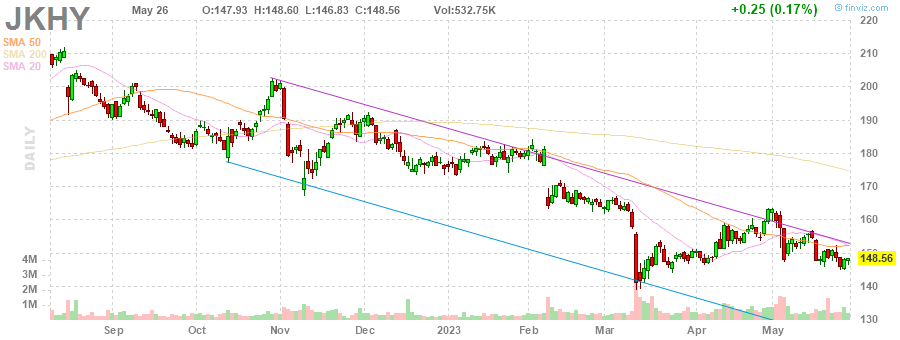 JKHY May 26 O:147.93 H:148.60 L:146.83 C:148.56 Vol:532.75K +0.25 (0.17%) © finviz.com
SMA 50
SMA 200
SMA 20
DAILY
220
210
200
190
180
170
160
150
148.56
140
130
4M
3M
2M
1M
Sep Oct Nov Dec 2023 Feb Mar Apr May